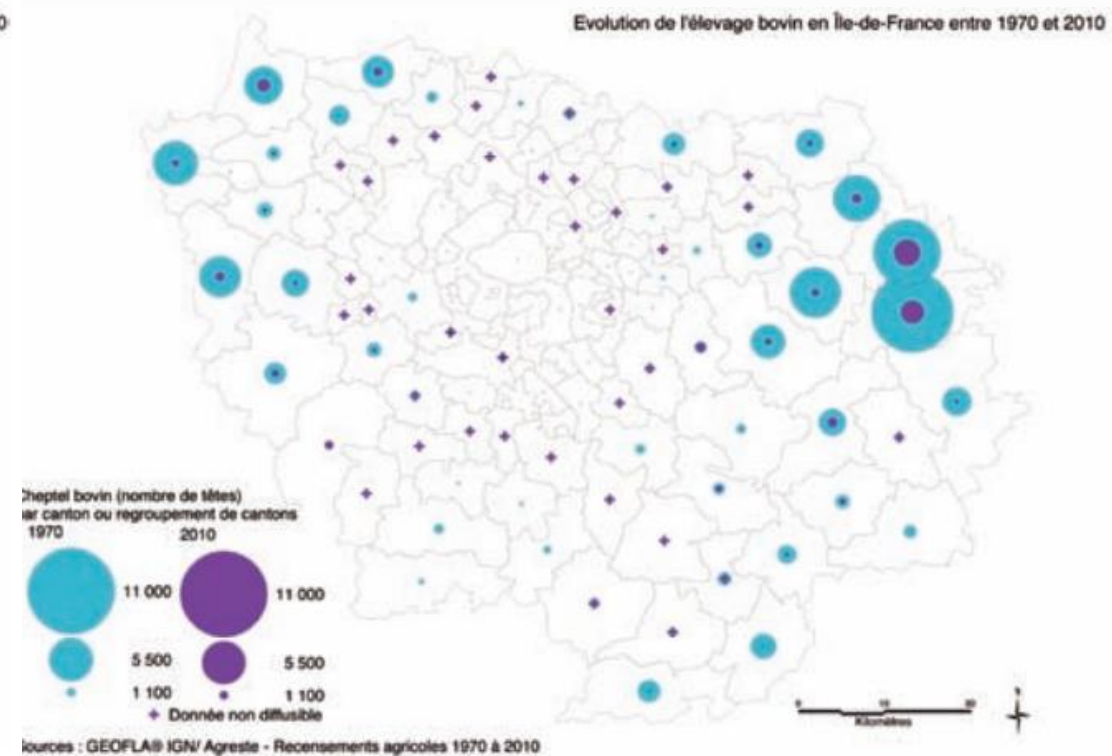 0
Evolution de l'élevage bovin en Île-de-France entre 1970 et 2010
Cheptel bovin (nombre de têtes)
par canton ou regroupement de cantons
1970 2010
11 000 11 000
5 500 5 500
1 100 1 100
Donnée non diffusible
Kilomètres
Sources : GEOFLA® IGN/ Agreste - Recensements agricoles 1970 à 2010